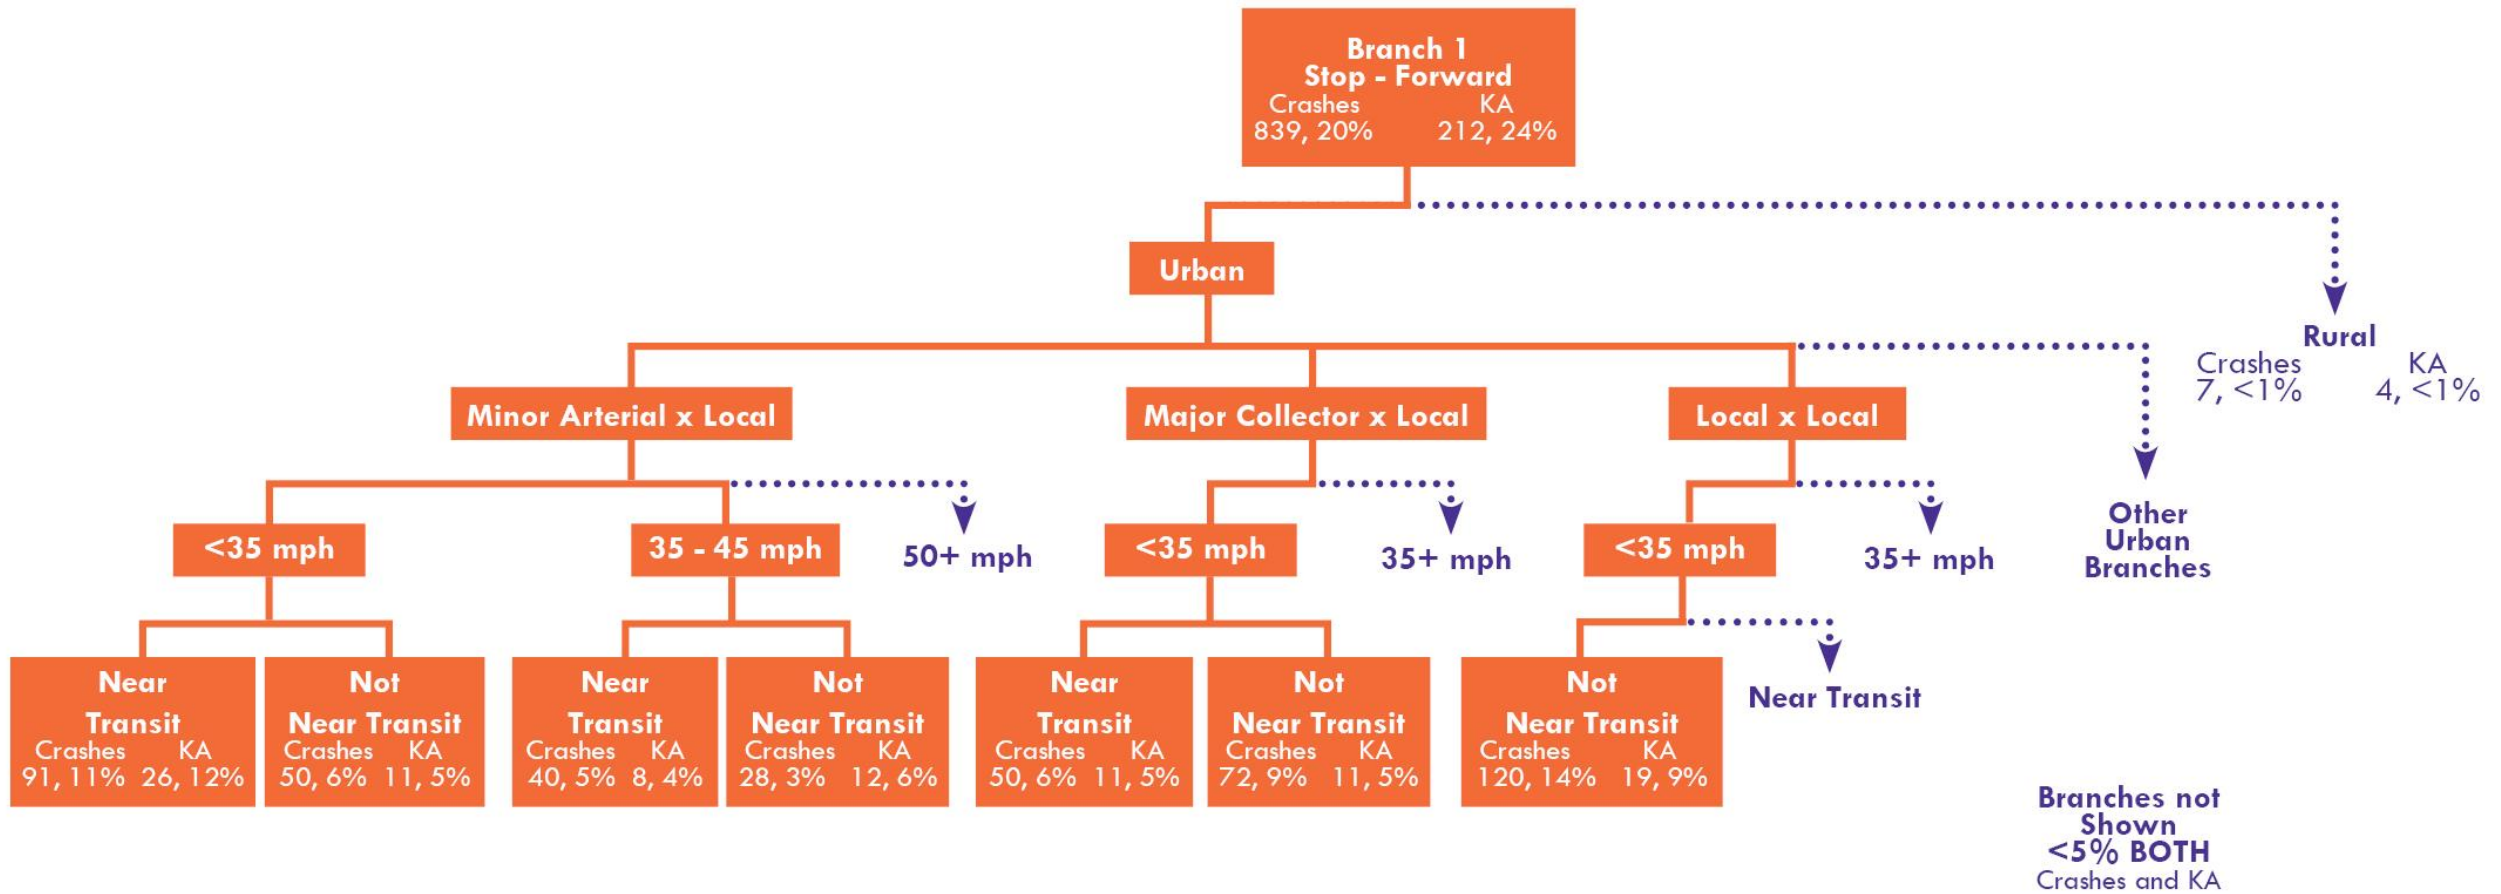 Branch 1
Stop - Forward
Crashes KA
839, 20% 212, 24%
Urban
Rural
Crashes KA
7, <1% 4, <1%
Minor Arterial x Local
Major Collector x Local
Local x Local
Other
Urban
Branches
<35 mph
35 - 45 mph
50+ mph
<35 mph
35+ mph
<35 mph
35+ mph
Near
Transit
Crashes KA
91, 11% 26, 12%
Not
Near Transit
Crashes KA
50, 6% 11, 5%
Near
Transit
Crashes KA
40, 5% 8, 4%
Not
Near Transit
Crashes KA
28, 3% 12, 6%
Near
Transit
Crashes KA
50, 6% 11, 5%
Not
Near Transit
Crashes KA
72, 9% 11, 5%
Not
Near Transit
Crashes KA
120, 14% 19, 9%
Near Transit
Branches not
Shown
<5% BOTH
Crashes and KA